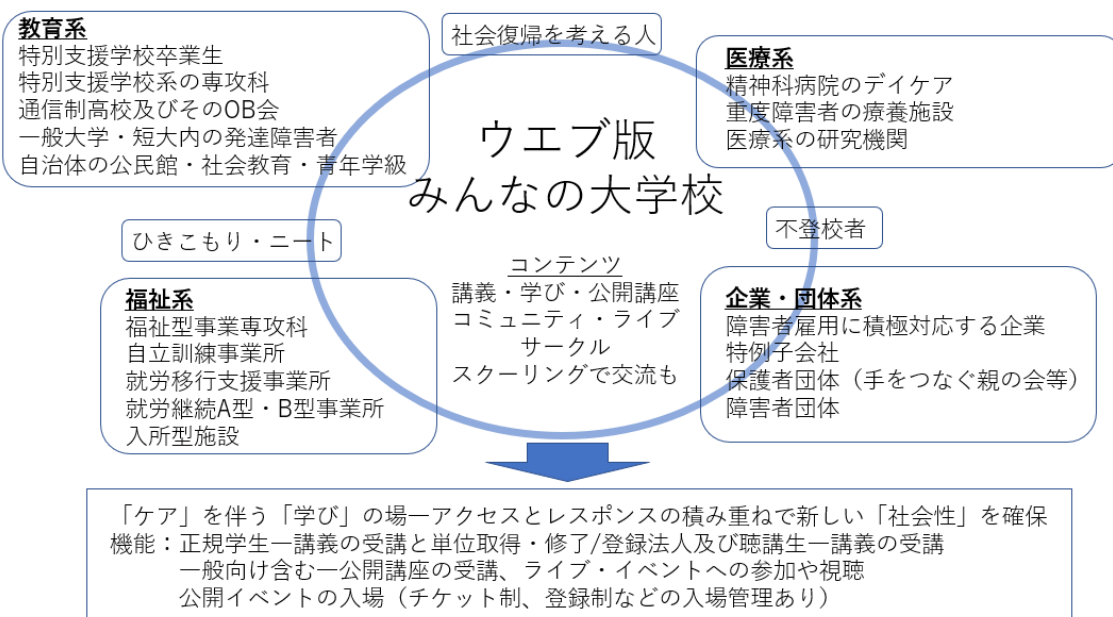 教育系
特別支援学校卒業生
特別支援学校系の専攻科
通信制高校及びそのOB会
一般大学・短大内の発達障害者
自治体の公民館・社会教育・青年学級
社会復帰を考える人
医療系
精神科病院のデイケア
重度障害者の療養施設
医療系の研究機関
ウエブ版
みんなの大学校
ひきこもり・ニート
不登校者
コンテンツ
講義・学び・公開講座
コミュニティ・ライブ
サークル
スクーリングで交流も
福祉系
福祉型事業専攻科
自立訓練事業所
就労移行支援事業所
就労継続A型・B型事業所
入所型施設
企業・団体系
障害者雇用に積極対応する企業
特例子会社
保護者団体（手をつなぐ親の会等）
障害者団体
「ケア」を伴う「学び」の場―アクセスとレスポンスの積み重ねで新しい「社会性」を確保
機能：正規学生―講義の受講と単位取得・修了/登録法人及び聴講生―講義の受講
一般向け含む―公開講座の受講、ライブ・イベントへの参加や視聴
公開イベントの入場（チケット制、登録制などの入場管理あり）